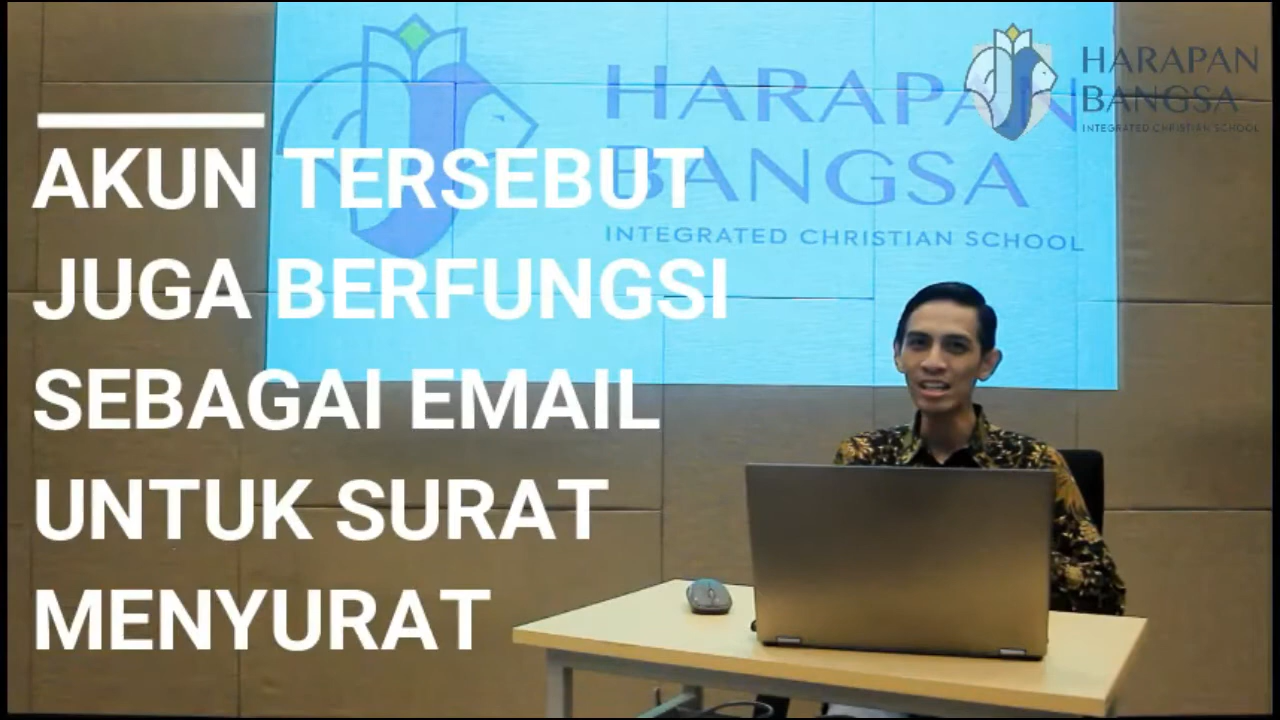 HARAPAN
BANGSA
INTEGRATED CHRISTIAN SCHOOL
HARAPAN
BANGSA
INTEGRATED CHRISTIAN SCHOOL
AKUN TERSEBUT
JUGA BERFUNGSI
SEBAGAI EMAIL
UNTUK SURAT
MENYURAT